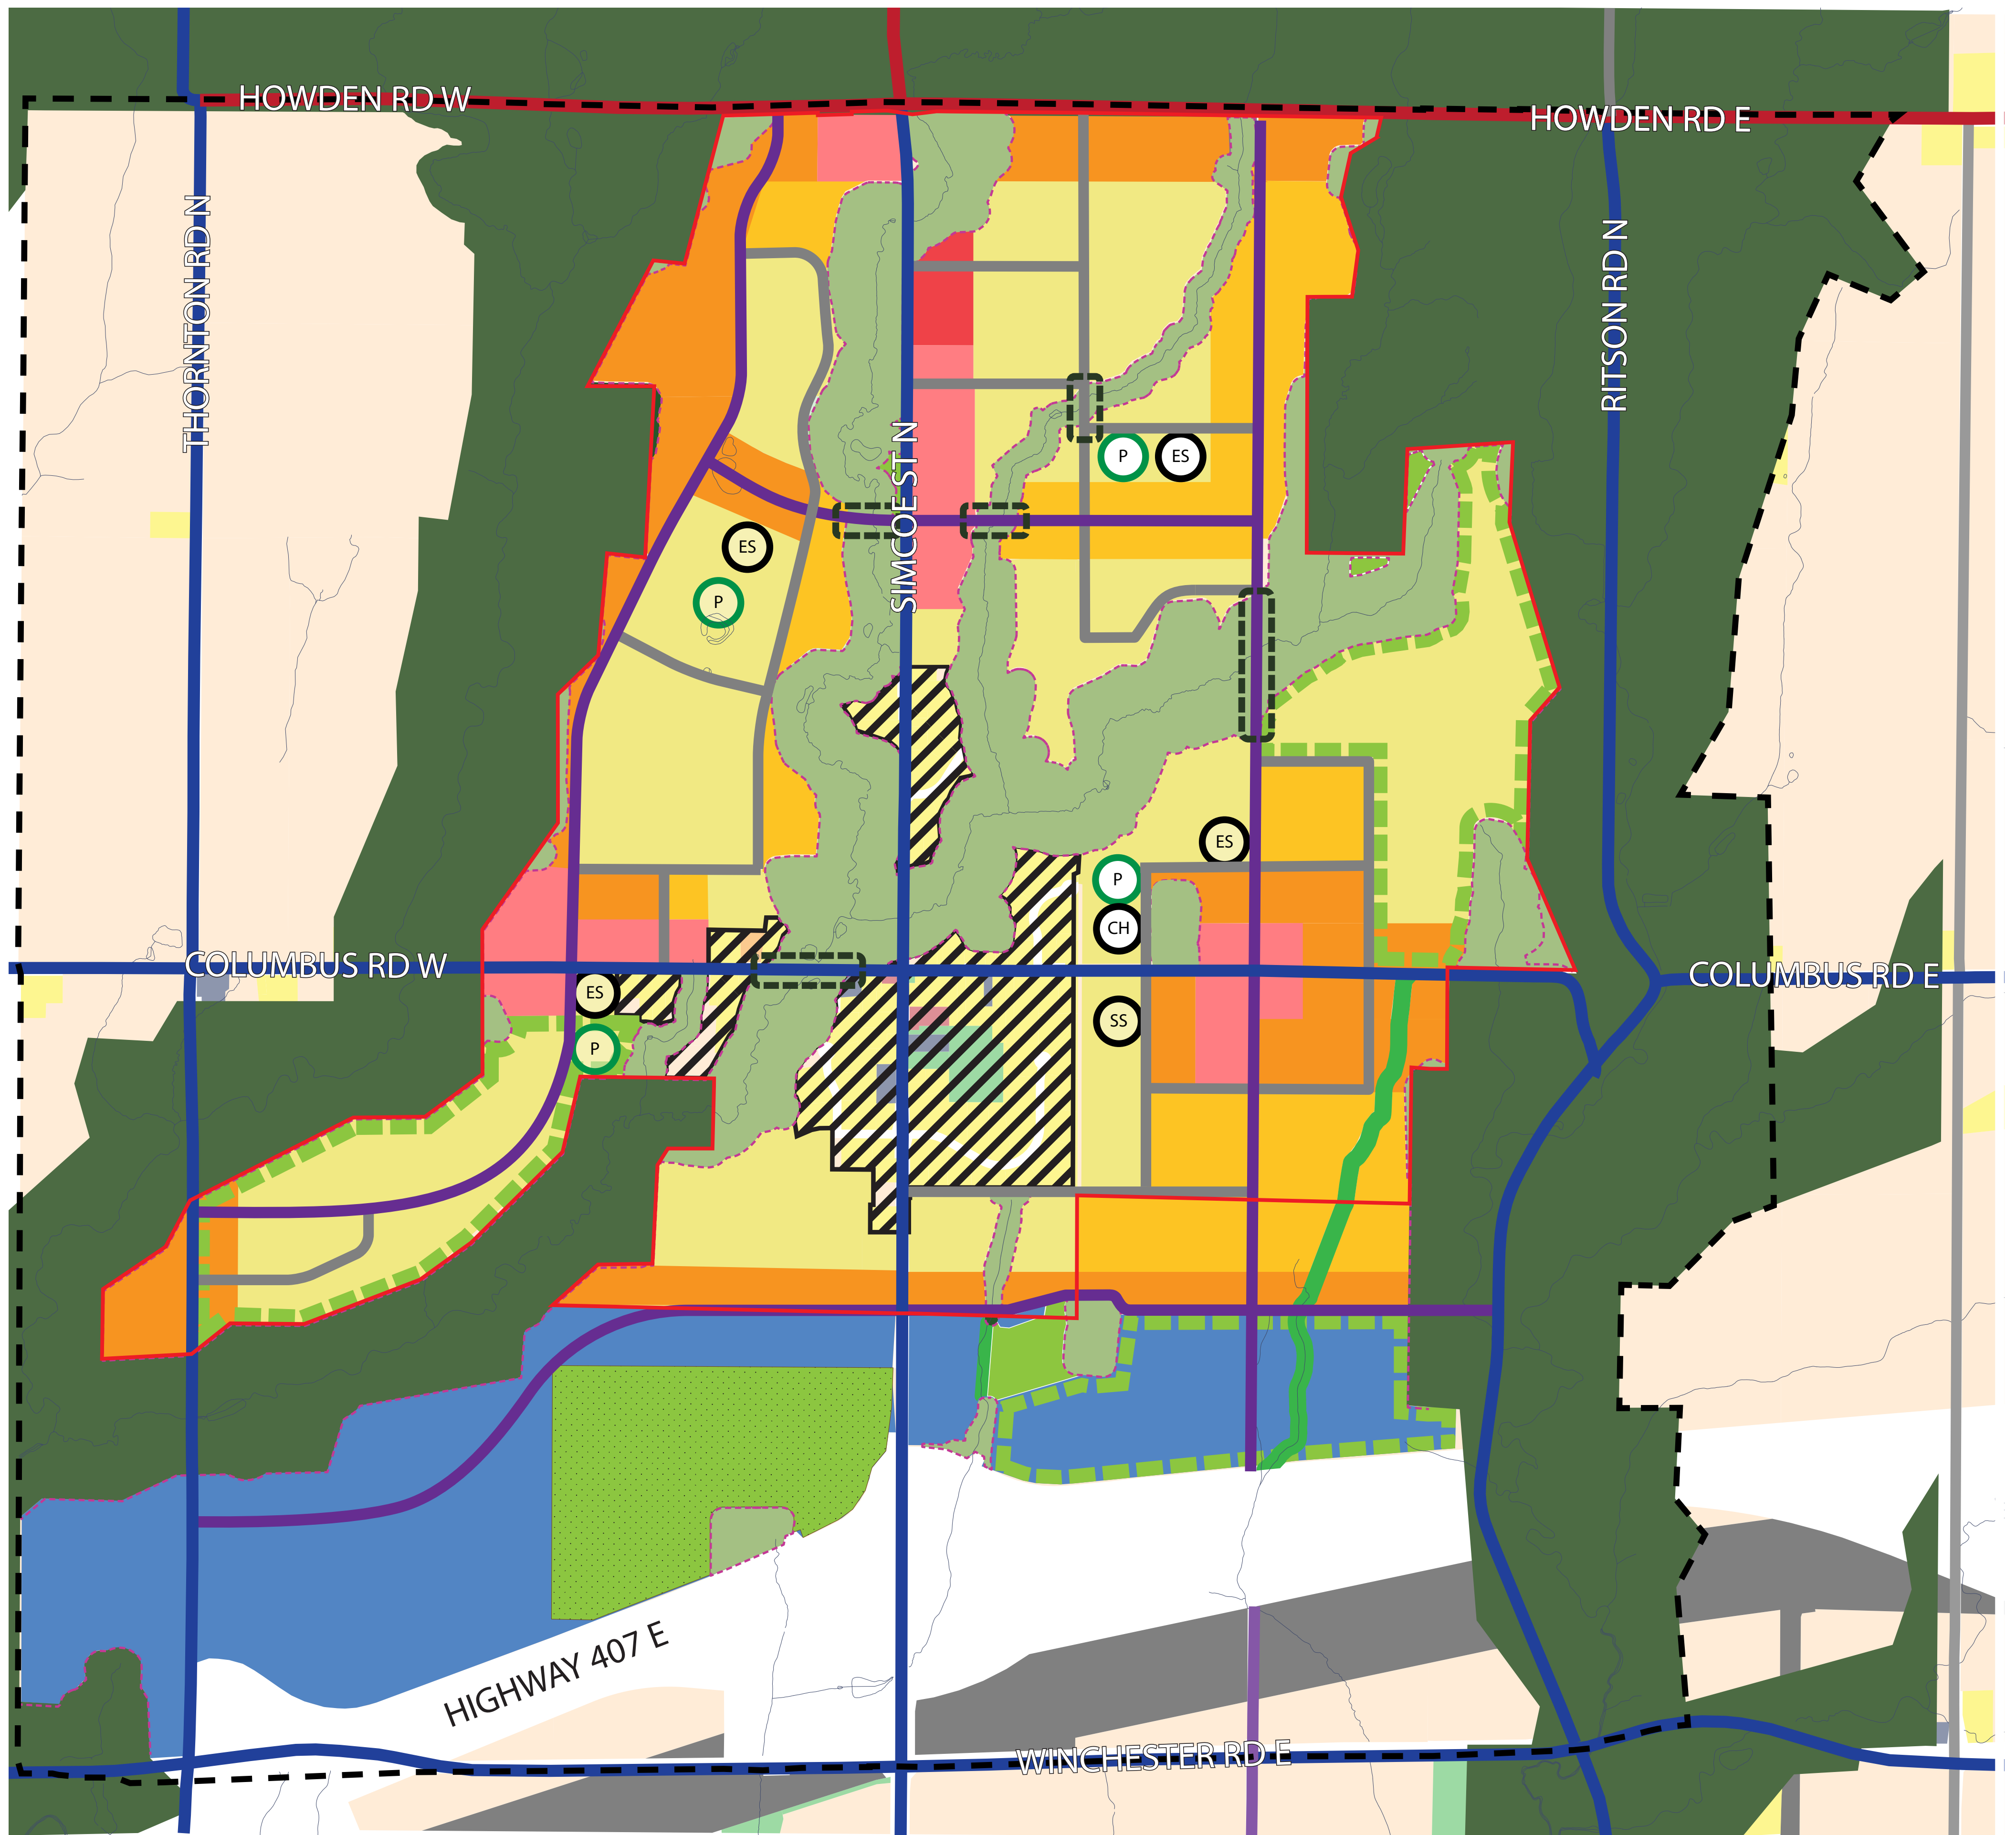 HOWDEN RD W
HOWDEN RD E
THORNTON RD N
RITSON RD N
SIMCOE ST N
P
ES
ES
P
ES
P
CH
COLUMBUS RD W
COLUMBUS RD E
ES
SS
P
HIGHWAY 407 E
WINCHESTER RD E